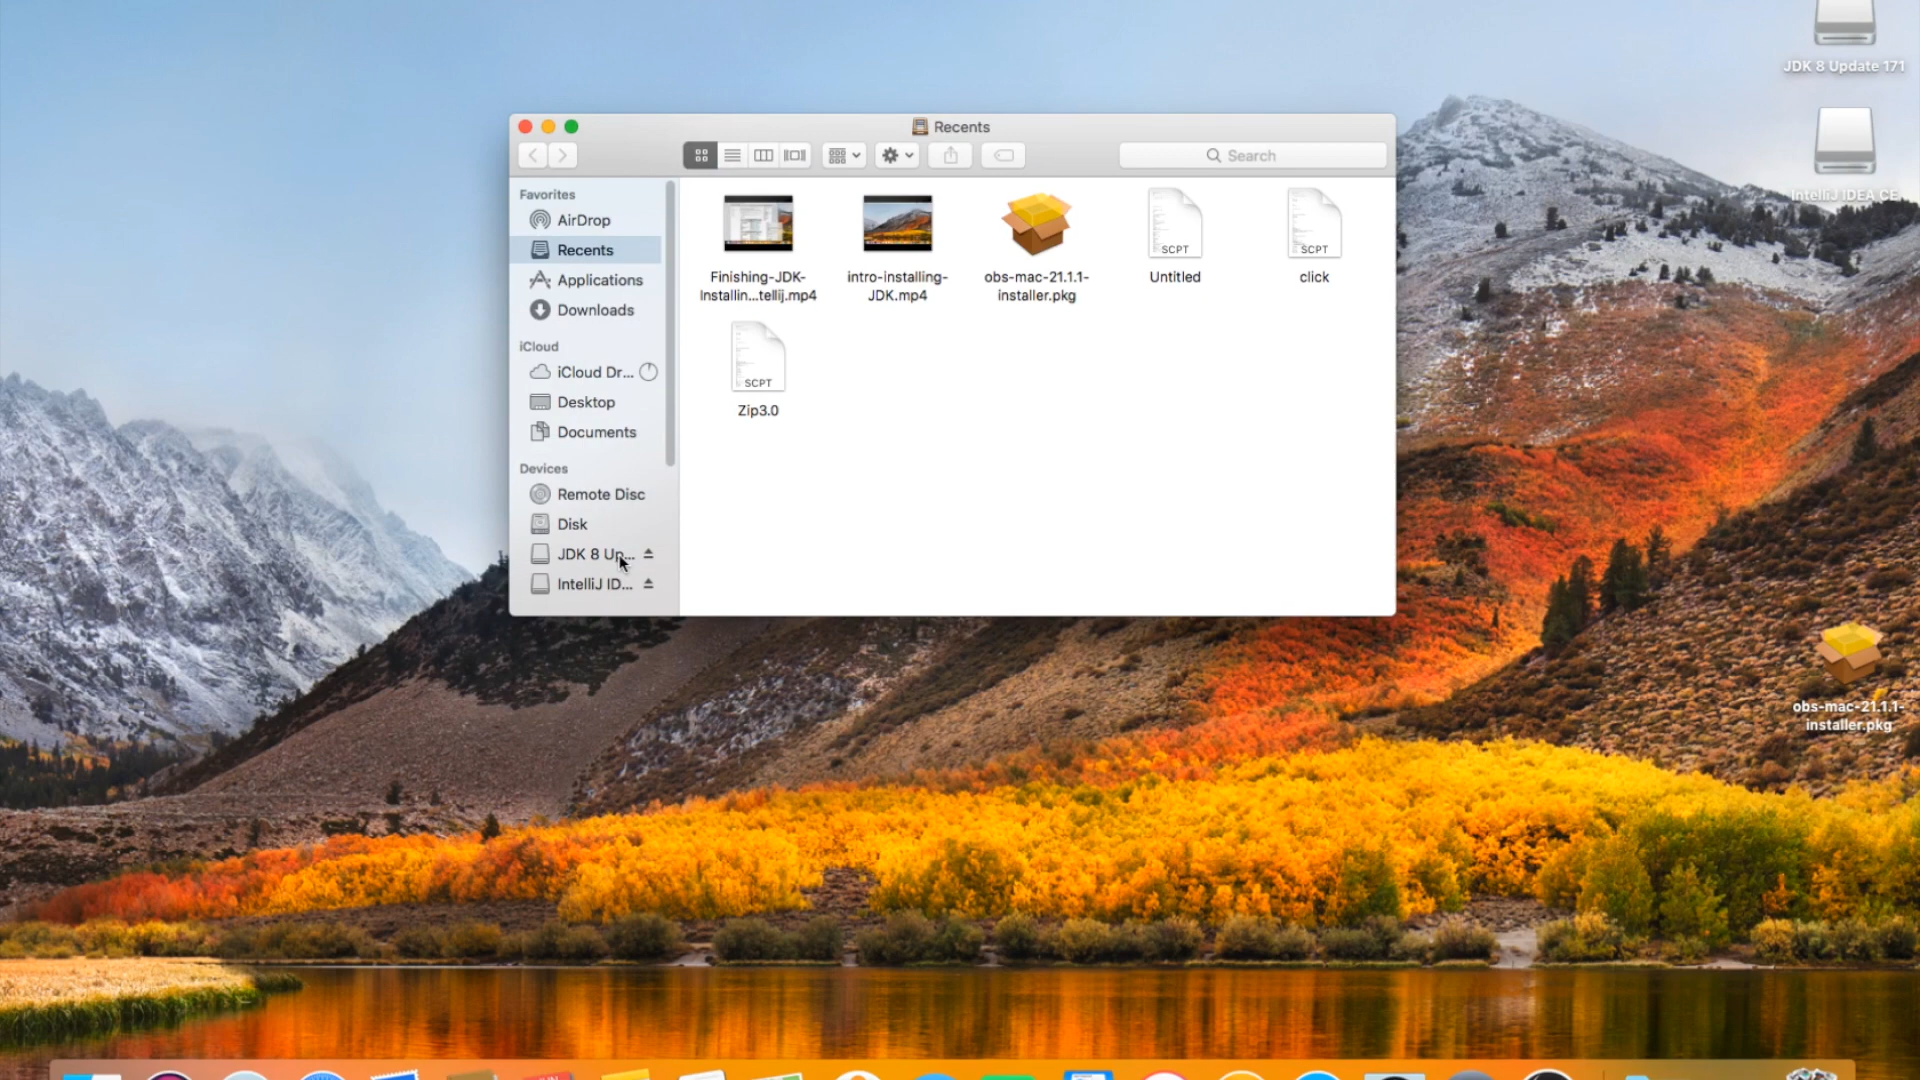 JDK 8 Update 171
IntelliJ IDEA CE
Recents
Search
Favorites
AirDrop
Recents
Applications
Downloads
iCloud
iCloud Dr...
Desktop
Documents
Devices
Remote Disc
Disk
JDK 8 Up...
IntelliJ ID...
Finishing-JDK-
Installin...tellij.mp4
intro-installing-
JDK.mp4
obs-mac-21.1.1-
installer.pkg
SCPT
Untitled
SCPT
click
SCPT
Zip3.0
obs-mac-21.1.1-
installer.pkg